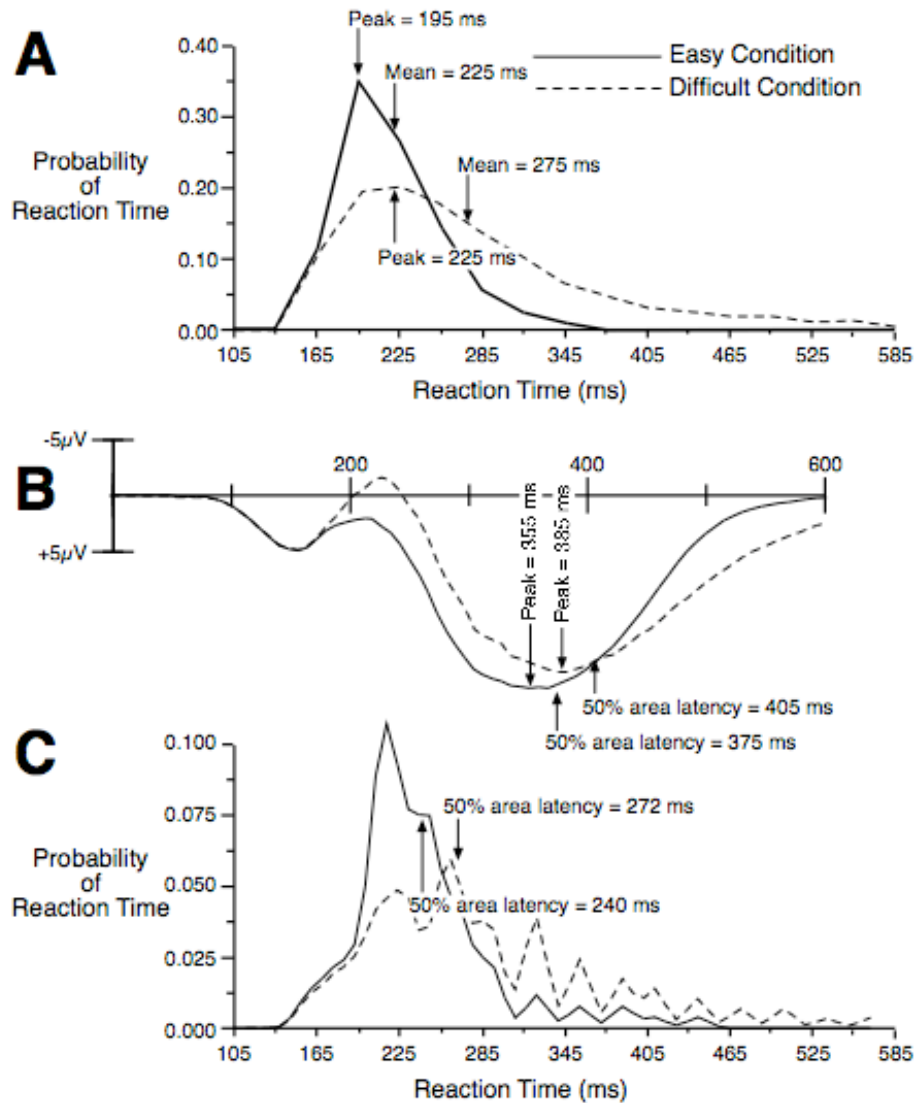 A
Peak = 195 ms
Easy Condition
Difficult Condition
Mean = 225 ms
Mean = 275 ms
Peak = 225 ms
0.40
0.30
0.20
0.10
0.00
Probability
of
Reaction Time
105 165 225 285 345 405 465 525 585
Reaction Time (ms)
B
-5µV
+5µV
200 400 600
Peak = 355 ms
Peak = 385 ms
50% area latency = 405 ms
50% area latency = 375 ms
C
0.100
0.075
0.050
0.025
0.000
Probability
of
Reaction Time
50% area latency = 272 ms
50% area latency = 240 ms
105 165 225 285 345 405 465 525 585
Reaction Time (ms)